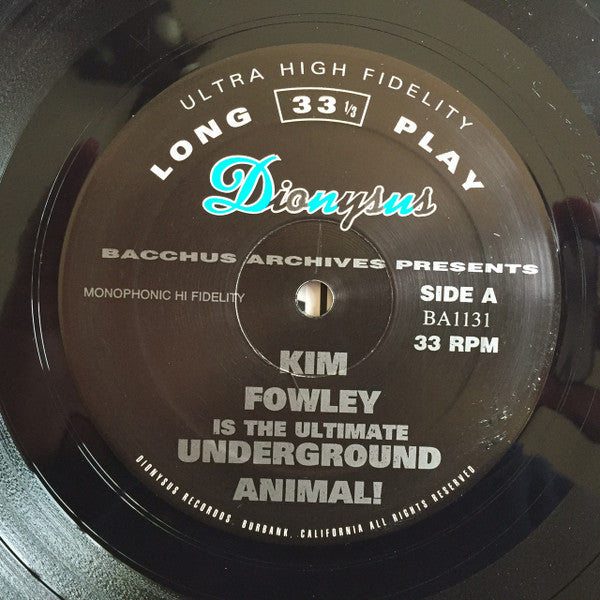 ULTRA HIGH FIDELITY
LONG 33 1/3 PLAY
Dionysus
BACCHUS ARCHIVES PRESENTS
MONOPHONIC HI FIDELITY
SIDE A
BA1131
33 RPM
KIM
FOWLEY
IS THE ULTIMATE
UNDERGROUND
ANIMAL!
DIONYSUS RECORDS, BURBANK, CALIFORNIA ALL RIGHTS RESERVED